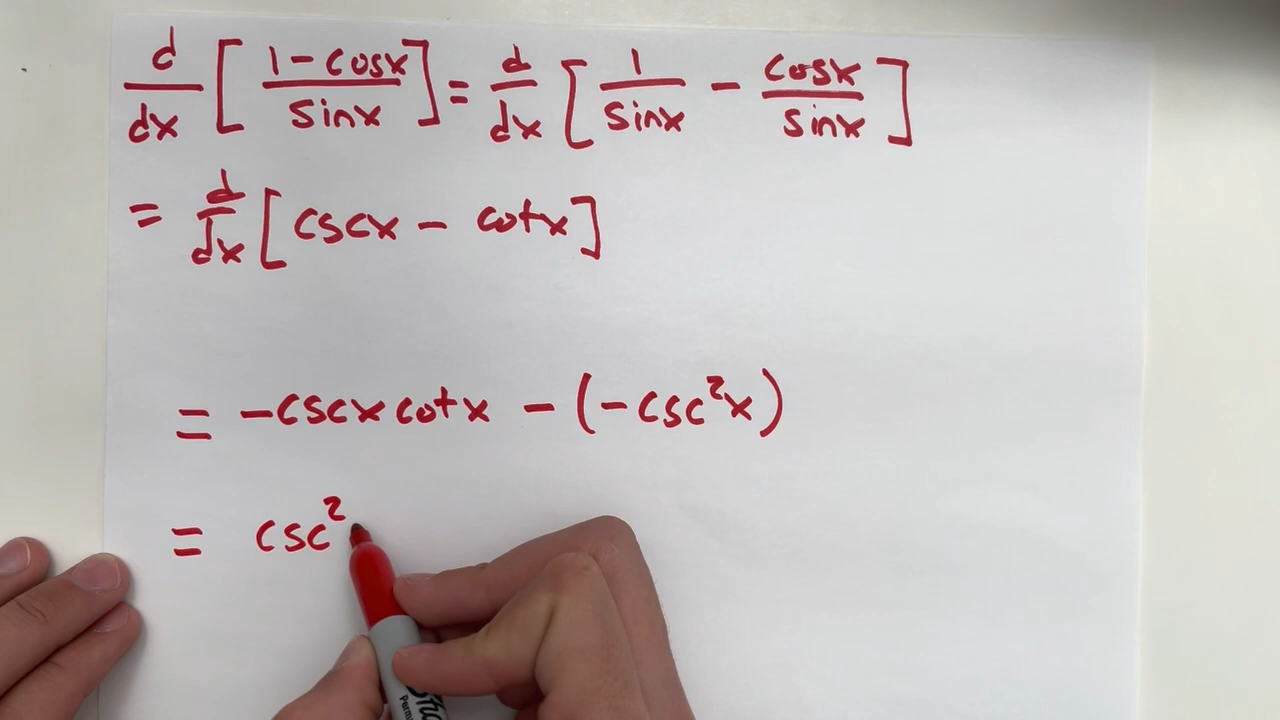 d/dx [ (1 - cosx)/sinx ] = d/dx [ 1/sinx - cosx/sinx ]
= d/dx [ cscx - cotx ]
= -cscx cotx - (-csc²x)
= csc²